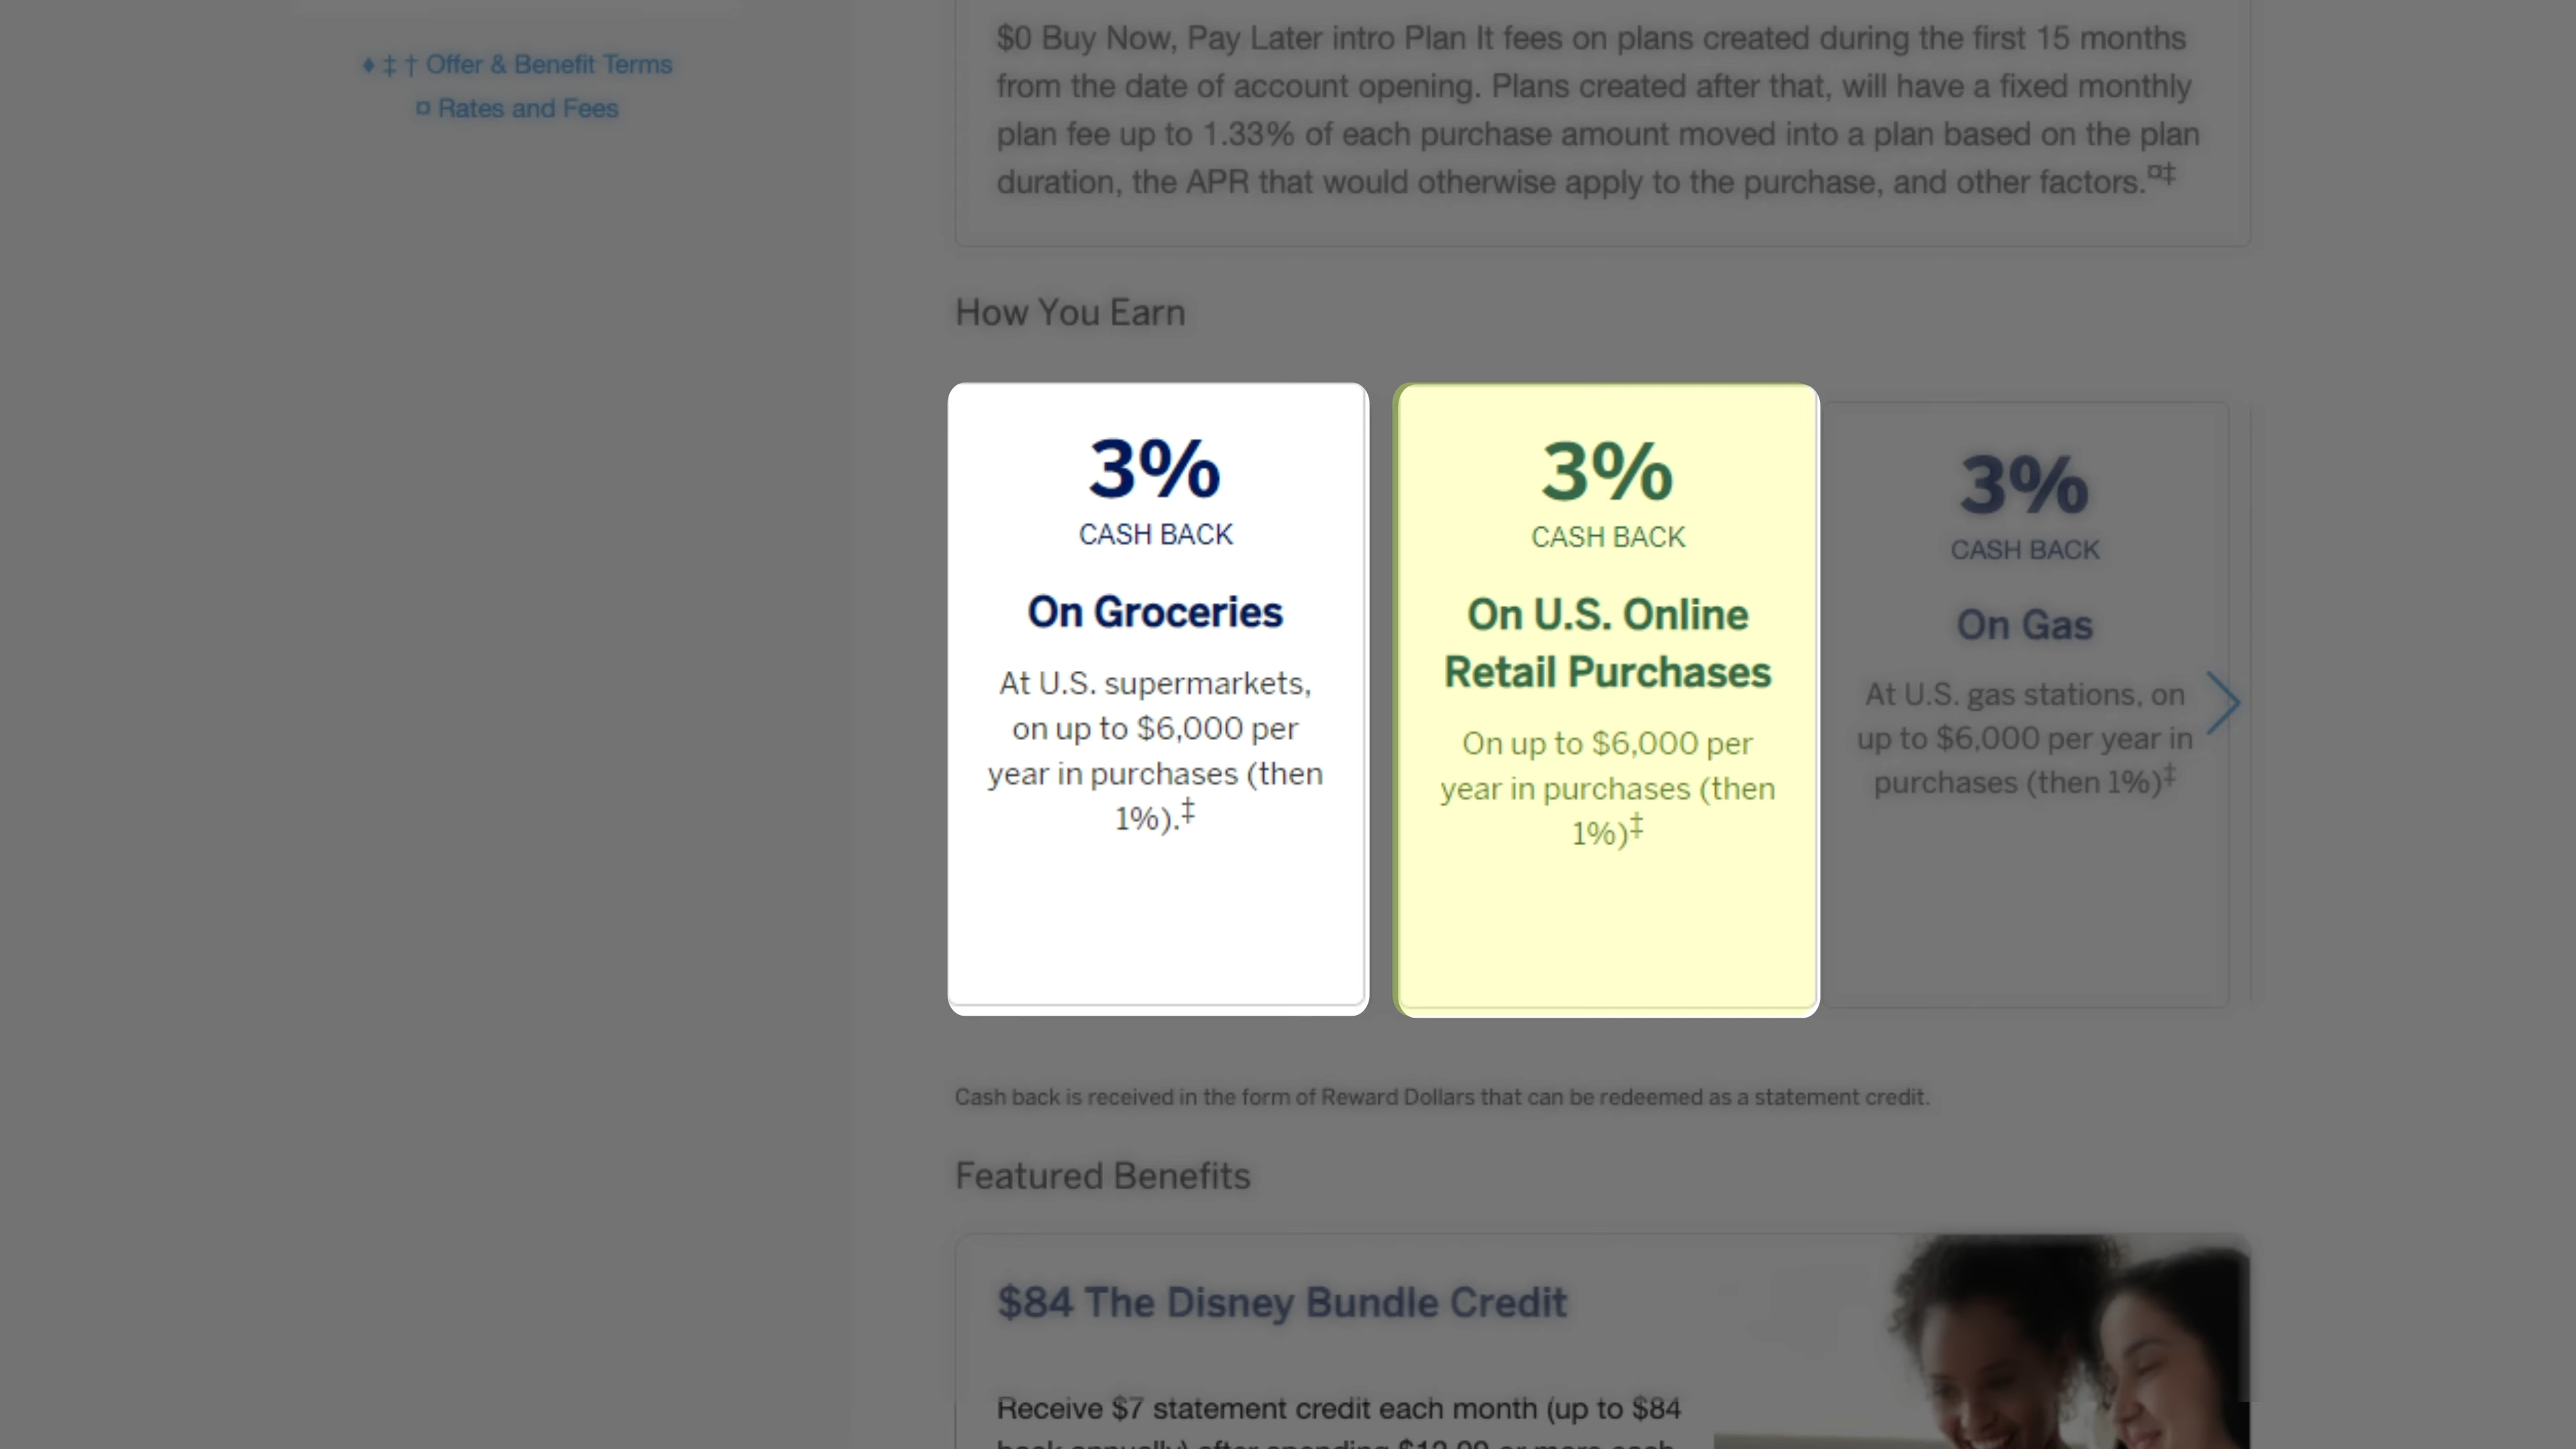 ♦ ‡ † Offer & Benefit Terms
¤ Rates and Fees
$0 Buy Now, Pay Later intro Plan It fees on plans created during the first 15 months
from the date of account opening. Plans created after that, will have a fixed monthly
plan fee up to 1.33% of each purchase amount moved into a plan based on the plan
duration, the APR that would otherwise apply to the purchase, and other factors.¤‡
How You Earn
3%
CASH BACK
On Groceries
At U.S. supermarkets,
on up to $6,000 per
year in purchases (then
1%).‡
3%
CASH BACK
On U.S. Online
Retail Purchases
On up to $6,000 per
year in purchases (then
1%)‡
3%
CASH BACK
On Gas
At U.S. gas stations, on
up to $6,000 per year in
purchases (then 1%)‡
Cash back is received in the form of Reward Dollars that can be redeemed as a statement credit.
Featured Benefits
$84 The Disney Bundle Credit
Receive $7 statement credit each month (up to $84
back annually) after spending